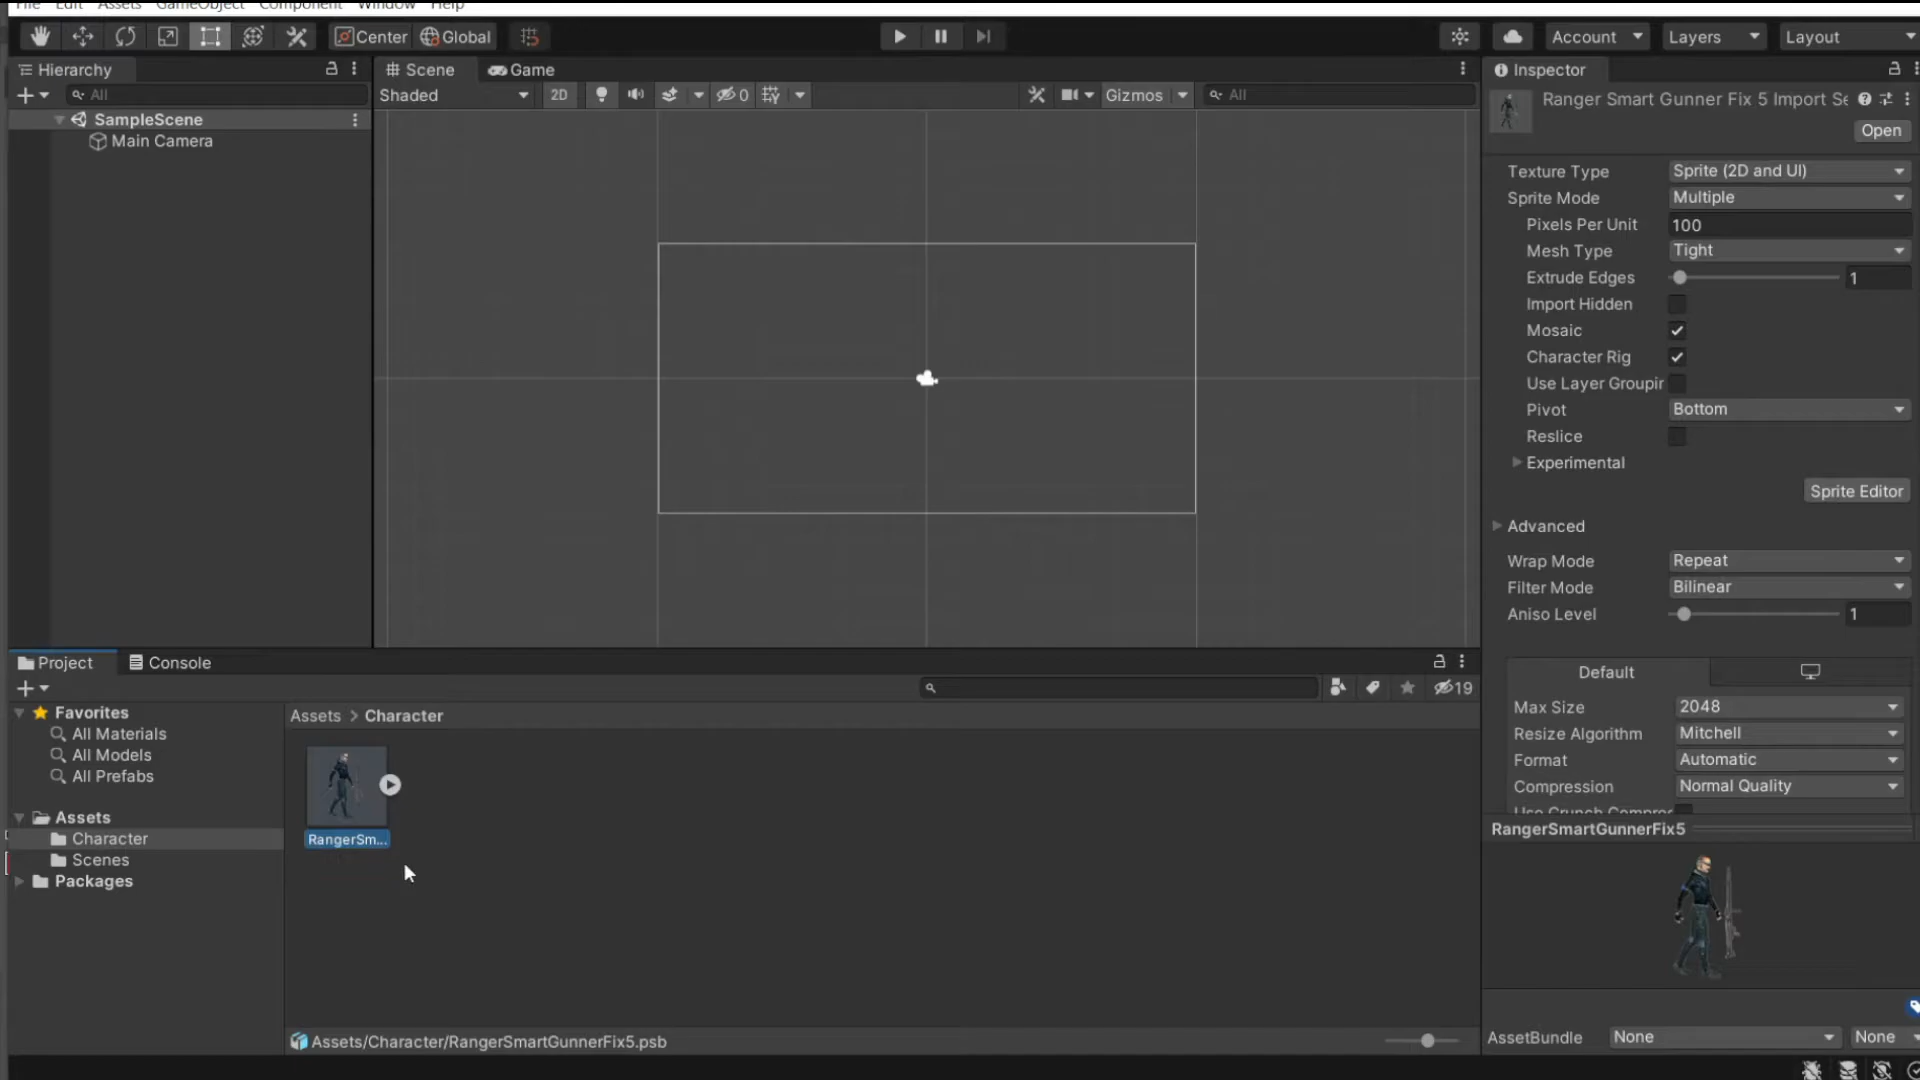 File Edit Assets GameObject Component Window Help
Center Global
Account Layers Layout
Hierarchy
All
SampleScene
Main Camera
Scene Game
Shaded 2D 0 Gizmos All
Inspector
Ranger Smart Gunner Fix 5 Import Se
Open
Texture Type Sprite (2D and UI)
Sprite Mode Multiple
Pixels Per Unit 100
Mesh Type Tight
Extrude Edges 1
Import Hidden
Mosaic
Character Rig
Use Layer Groupir
Pivot Bottom
Reslice
Experimental
Sprite Editor
Advanced
Wrap Mode Repeat
Filter Mode Bilinear
Aniso Level 1
Default
Max Size 2048
Resize Algorithm Mitchell
Format Automatic
Compression Normal Quality
Use Crunch Compres
RangerSmartGunnerFix5
AssetBundle None None
Project Console
19
Favorites
All Materials
All Models
All Prefabs
Assets
Character
Scenes
Packages
Assets > Character
RangerSm...
Assets/Character/RangerSmartGunnerFix5.psb